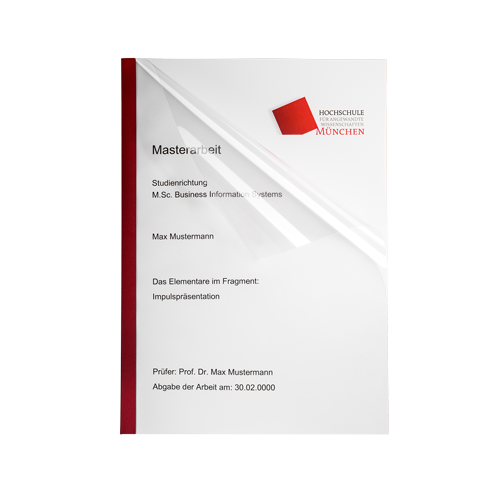 HOCHSCHULE
FÜR ANGEWANDTE
WISSENSCHAFTEN
MÜNCHEN
Masterarbeit
Studienrichtung
M.Sc. Business Information Systems
Max Mustermann
Das Elementare im Fragment:
Impulspräsentation
Prüfer: Prof. Dr. Max Mustermann
Abgabe der Arbeit am: 30.02.0000